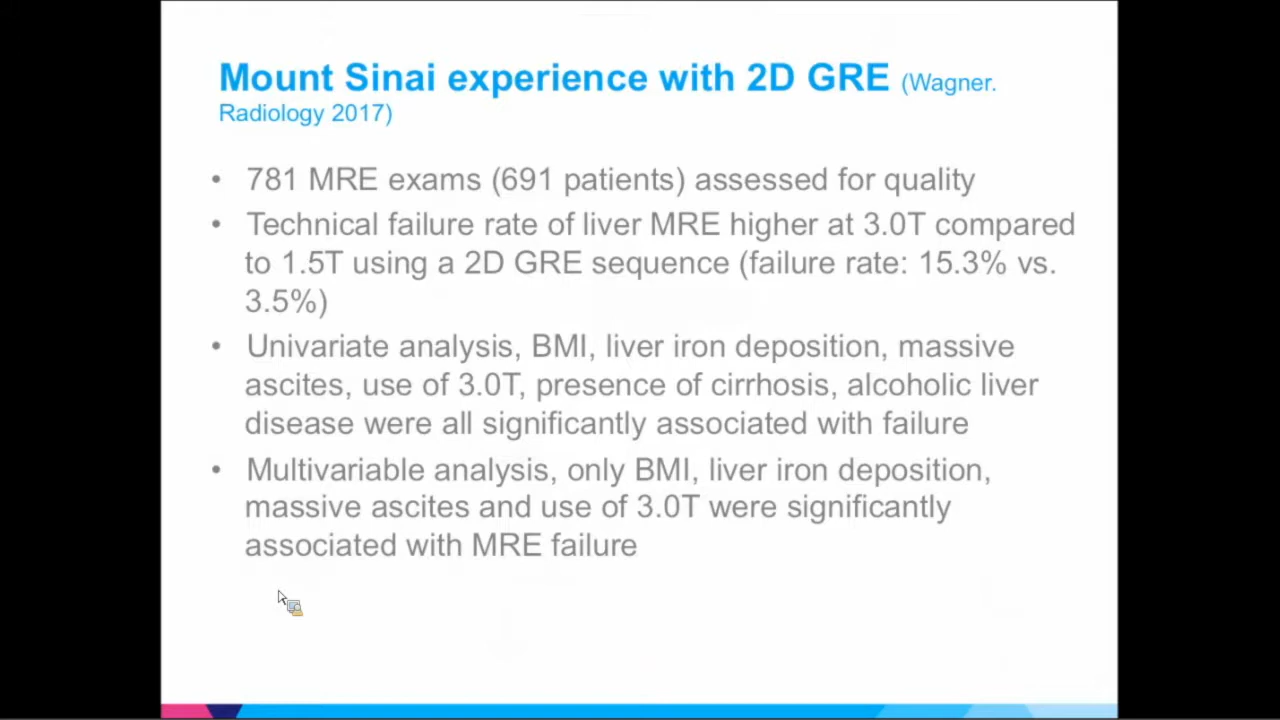 Mount Sinai experience with 2D GRE (Wagner.
Radiology 2017)
• 781 MRE exams (691 patients) assessed for quality
• Technical failure rate of liver MRE higher at 3.0T compared
to 1.5T using a 2D GRE sequence (failure rate: 15.3% vs.
3.5%)
• Univariate analysis, BMI, liver iron deposition, massive
ascites, use of 3.0T, presence of cirrhosis, alcoholic liver
disease were all significantly associated with failure
• Multivariable analysis, only BMI, liver iron deposition,
massive ascites and use of 3.0T were significantly
associated with MRE failure